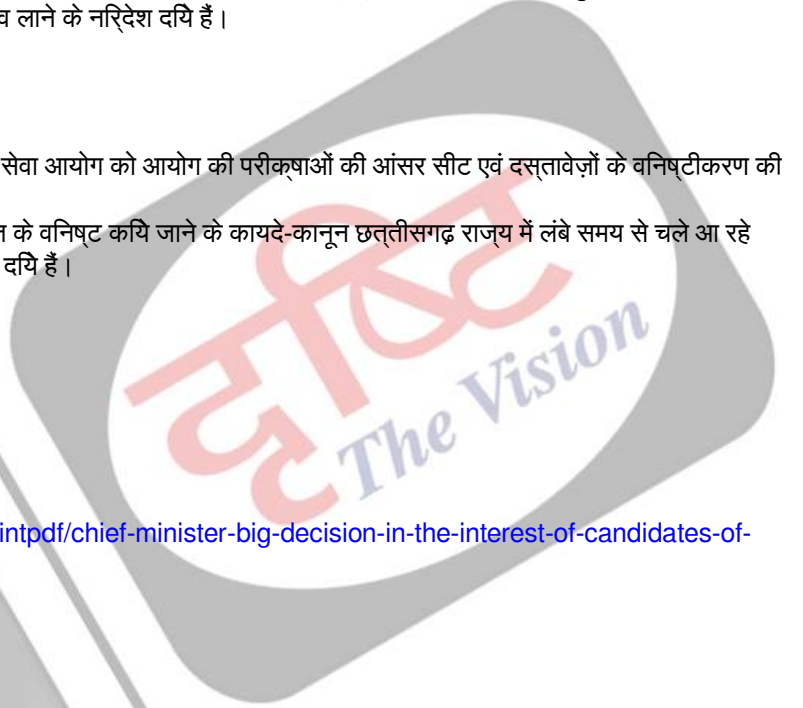 व लाने के निर्देश दिये हैं।
सेवा आयोग को आयोग की परीक्षाओं की आंसर सीट एवं दस्तावेज़ों के विनिष्टीकरण की
के विनिष्ट किये जाने के कायदे-कानून छत्तीसगढ़ राज्य में लंबे समय से चले आ रहे
दिये हैं।
दृष्टि
The Vision
intpdf/chief-minister-big-decision-in-the-interest-of-candidates-of-